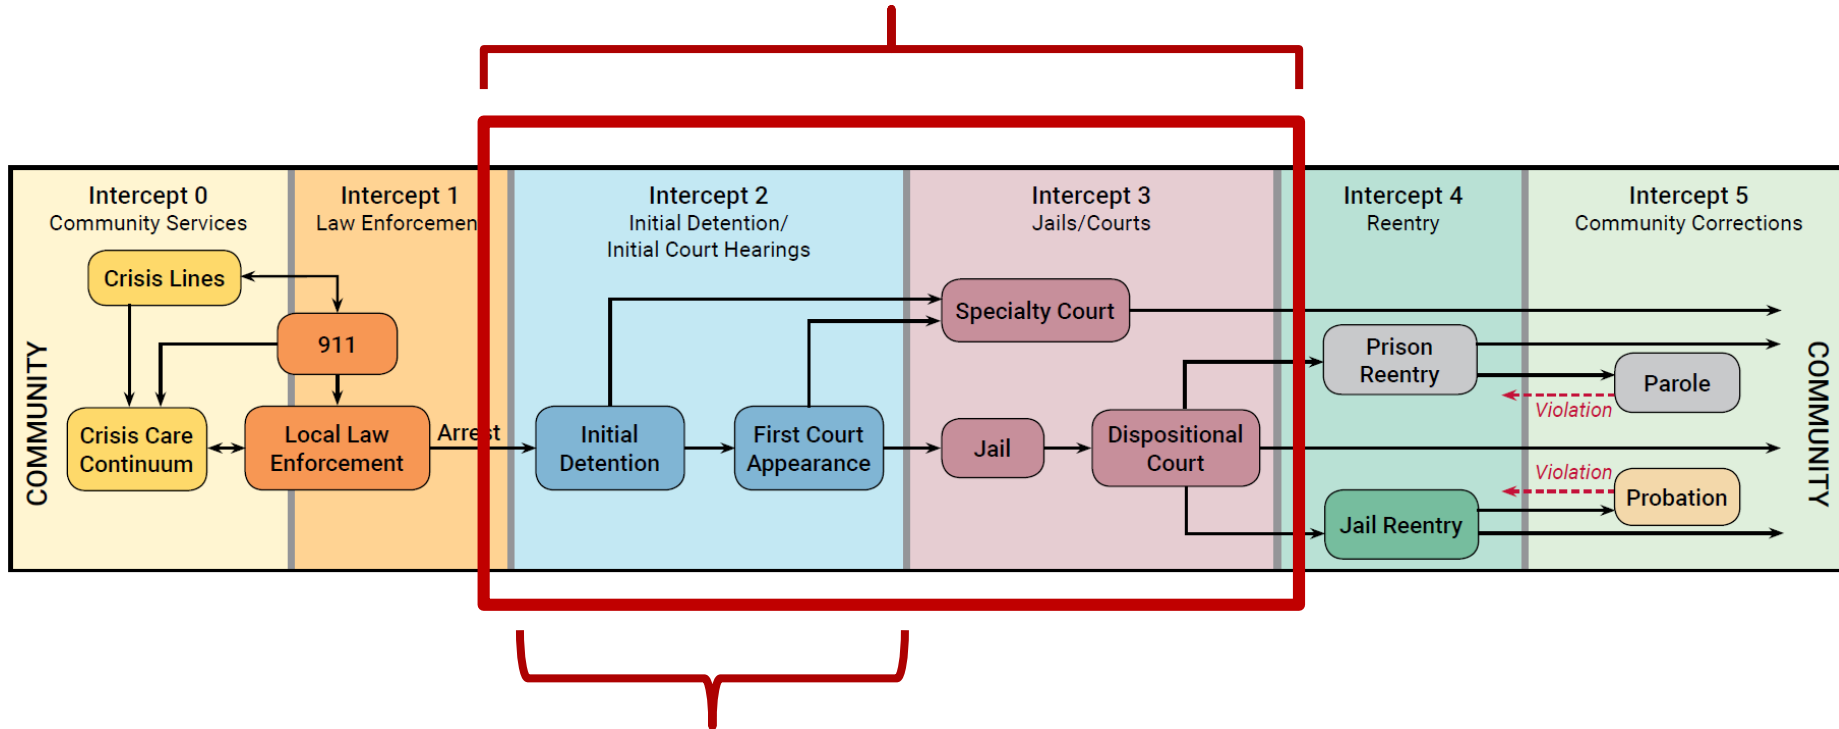 Intercept 0
Community Services
Intercept 1
Law Enforcemen
Intercept 2
Initial Detention/
Initial Court Hearings
Intercept 3
Jails/Courts
Intercept 4
Reentry
Intercept 5
Community Corrections
COMMUNITY
Crisis Lines
911
Crisis Care
Continuum
Local Law
Enforcement
Arrest
Initial
Detention
First Court
Appearance
Specialty Court
Jail
Dispositional
Court
Prison
Reentry
Parole
Violation
Violation
Probation
Jail Reentry
COMMUNITY